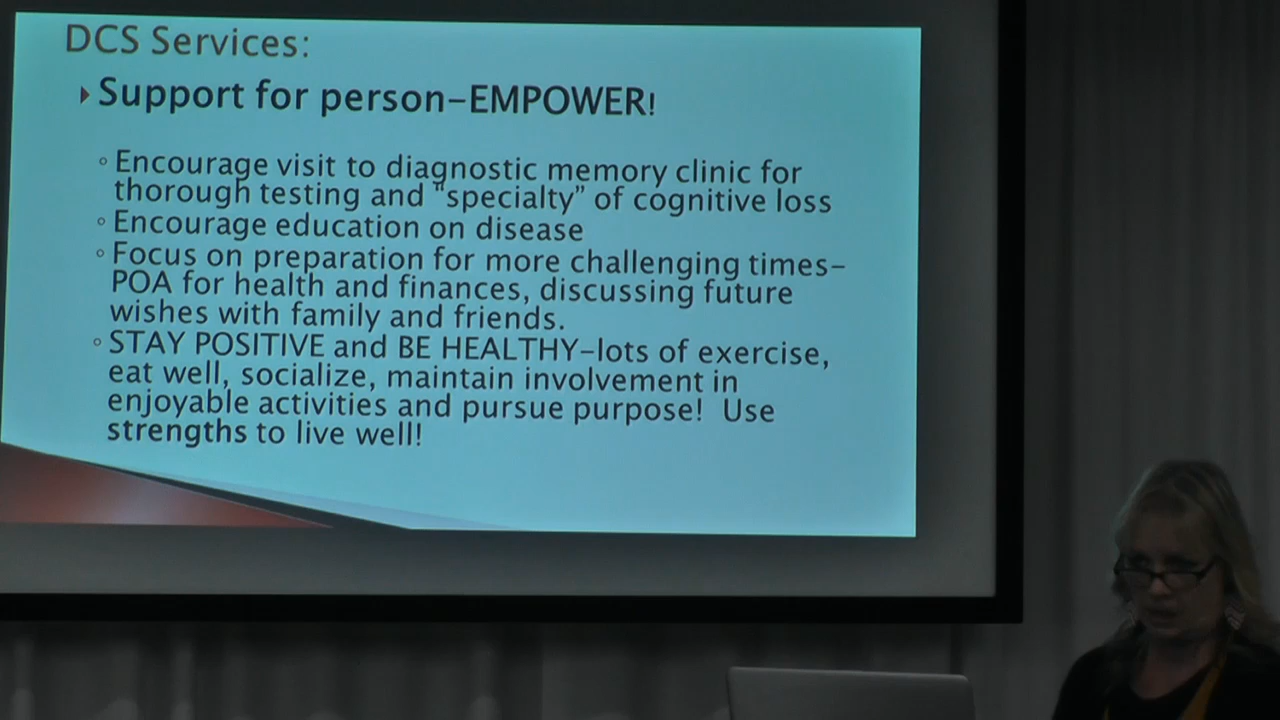 DCS Services:
Support for person-EMPOWER!
Encourage visit to diagnostic memory clinic for
thorough testing and "specialty" of cognitive loss
Encourage education on disease
Focus on preparation for more challenging times-
POA for health and finances, discussing future
wishes with family and friends.
STAY POSITIVE and BE HEALTHY-lots of exercise,
eat well, socialize, maintain involvement in
enjoyable activities and pursue purpose! Use
strengths to live well!